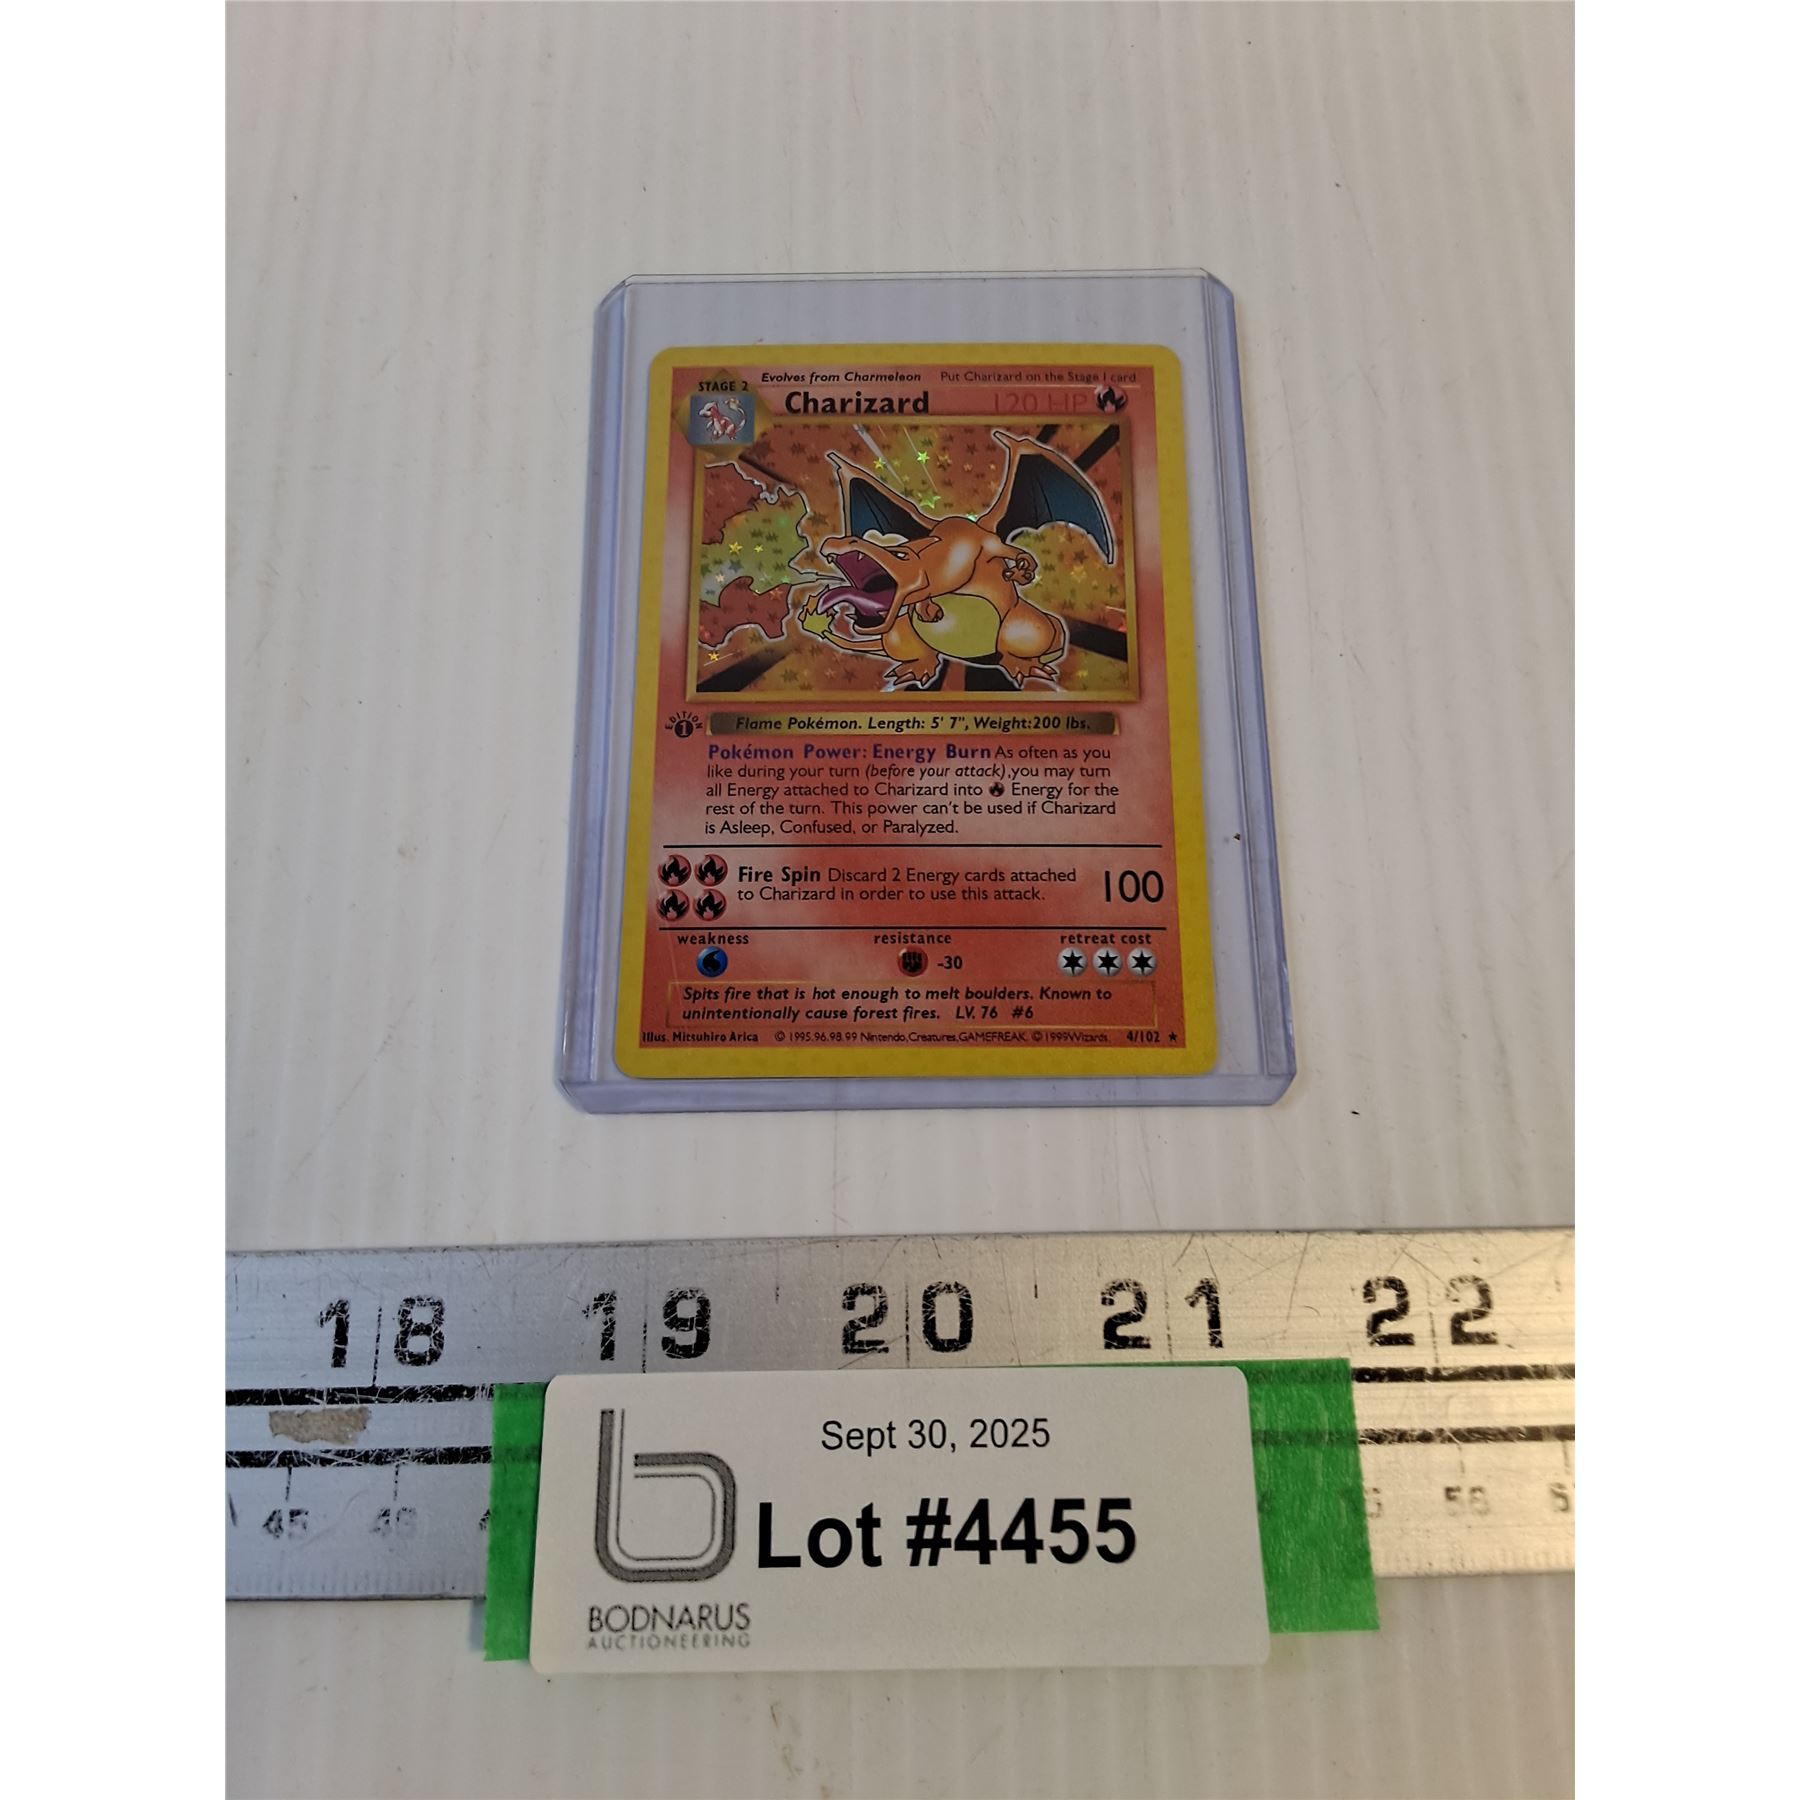 Evolves from Charmeleon Put Charizard on the Stage 1 card
STAGE 2
Charizard 120 HP
EDITION
1
Flame Pokémon. Length: 5' 7", Weight:200 lbs.
Pokémon Power: Energy Burn As often as you
like during your turn (before your attack),you may turn
all Energy attached to Charizard into Energy for the
rest of the turn. This power can't be used if Charizard
is Asleep, Confused, or Paralyzed.
Fire Spin Discard 2 Energy cards attached
to Charizard in order to use this attack.
100
weakness resistance retreat cost
-30
Spits fire that is hot enough to melt boulders. Known to
unintentionally cause forest fires. LV. 76 #6
Illus. Mitsuhiro Arica © 1995.96.98.99 Nintendo,Creatures,GAMEFREAK. © 1999Wizards. 4/102 ★
18 19 20 21 22
45 46 58
Sept 30, 2025
Lot #4455
BODNARUS
AUCTIONEERING